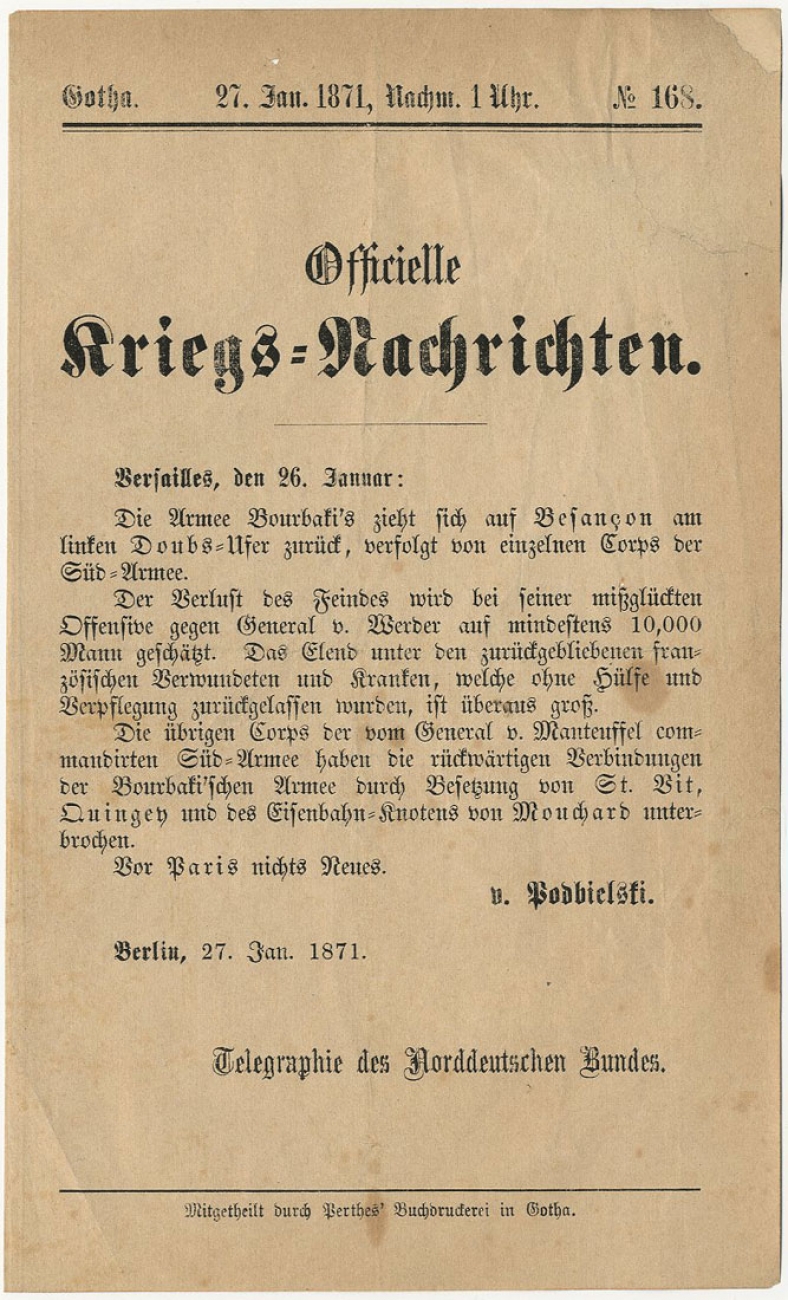 Gotha. 27. Jan. 1871, Nachm. 1 Uhr. № 168.
Officielle
Kriegs-Nachrichten.
Versailles, den 26. Januar:
Die Armee Bourbaki's zieht sich auf Besançon am
linken Doubs-Ufer zurück, verfolgt von einzelnen Corps der
Süd-Armee.
Der Verlust des Feindes wird bei seiner mißglückten
Offensive gegen General v. Werder auf mindestens 10,000
Mann geschätzt. Das Elend unter den zurückgebliebenen fran-
zösischen Verwundeten und Kranken, welche ohne Hülfe und
Verpflegung zurückgelassen wurden, ist überaus groß.
Die übrigen Corps der vom General v. Manteuffel com-
mandirten Süd-Armee haben die rückwärtigen Verbindungen
der Bourbaki'schen Armee durch Besetzung von St. Vit,
Quingey und des Eisenbahn-Knotens von Mouchard unter-
brochen.
Vor Paris nichts Neues.
v. Podbielski.
Berlin, 27. Jan. 1871.
Telegraphie des Norddeutschen Bundes.
Mitgetheilt durch Perthes' Buchdruckerei in Gotha.